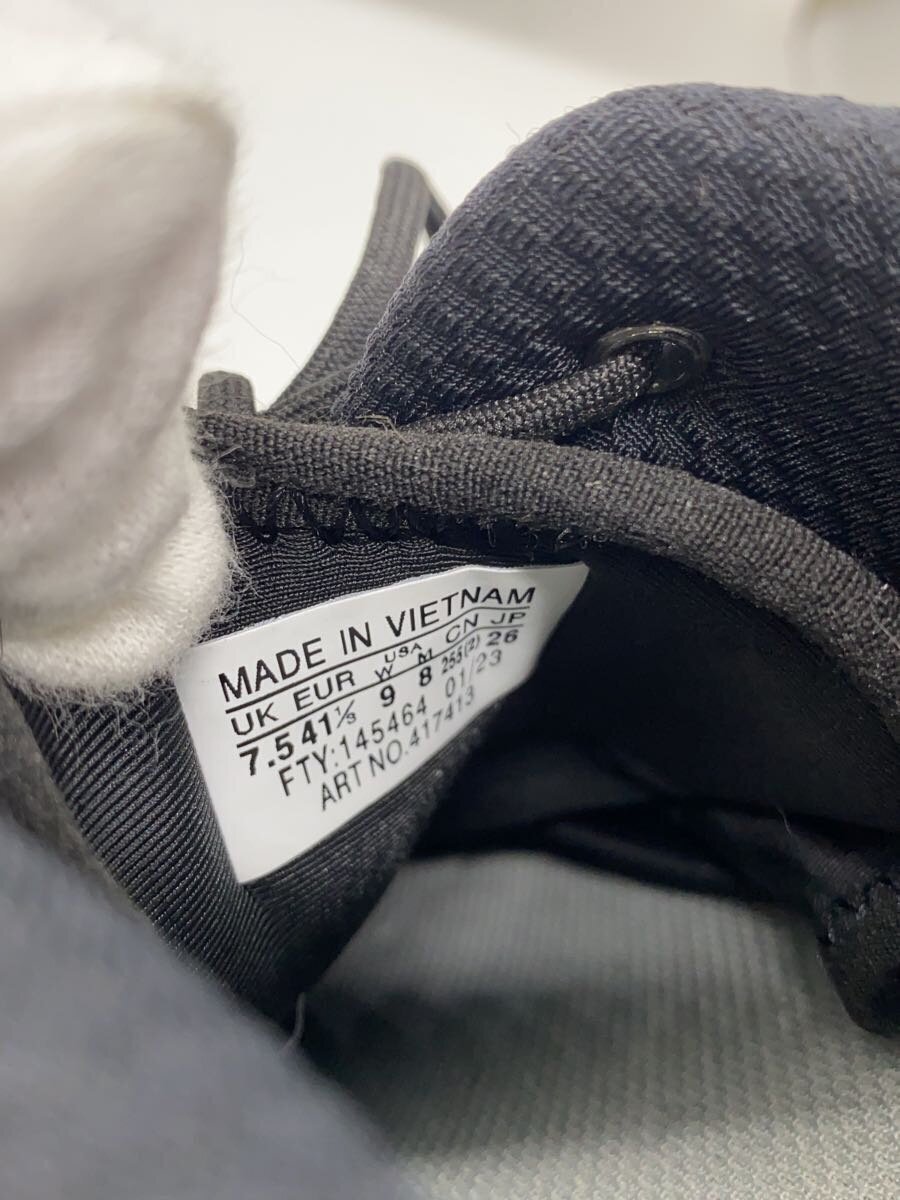 MADE IN VIETNAM
UK EUR USA W M CN JP
7.5 41⅓ 9 8 255(2) 26
FTY:145464 01/23
ART NO.417413